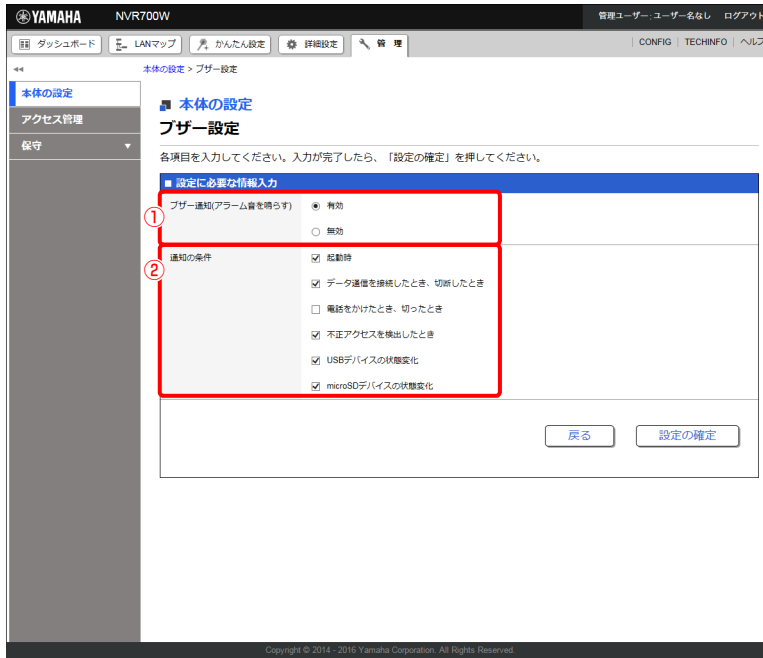 YAMAHA NVR700W 管理ユーザー: ユーザー名なし ログアウト
ダッシュボード LANマップ かんたん設定 詳細設定 管 理 CONFIG | TECHINFO | ヘルプ
◂◂ 本体の設定 > ブザー設定
本体の設定
アクセス管理
保守 ▼
本体の設定
ブザー設定
各項目を入力してください。入力が完了したら、「設定の確定」を押してください。
■ 設定に必要な情報入力
① ブザー通知(アラーム音を鳴らす) 有効
無効
② 通知の条件 起動時
データ通信を接続したとき、切断したとき
電話をかけたとき、切ったとき
不正アクセスを検出したとき
USBデバイスの状態変化
microSDデバイスの状態変化
戻る 設定の確定
Copyright © 2014 - 2016 Yamaha Corporation. All Rights Reserved.